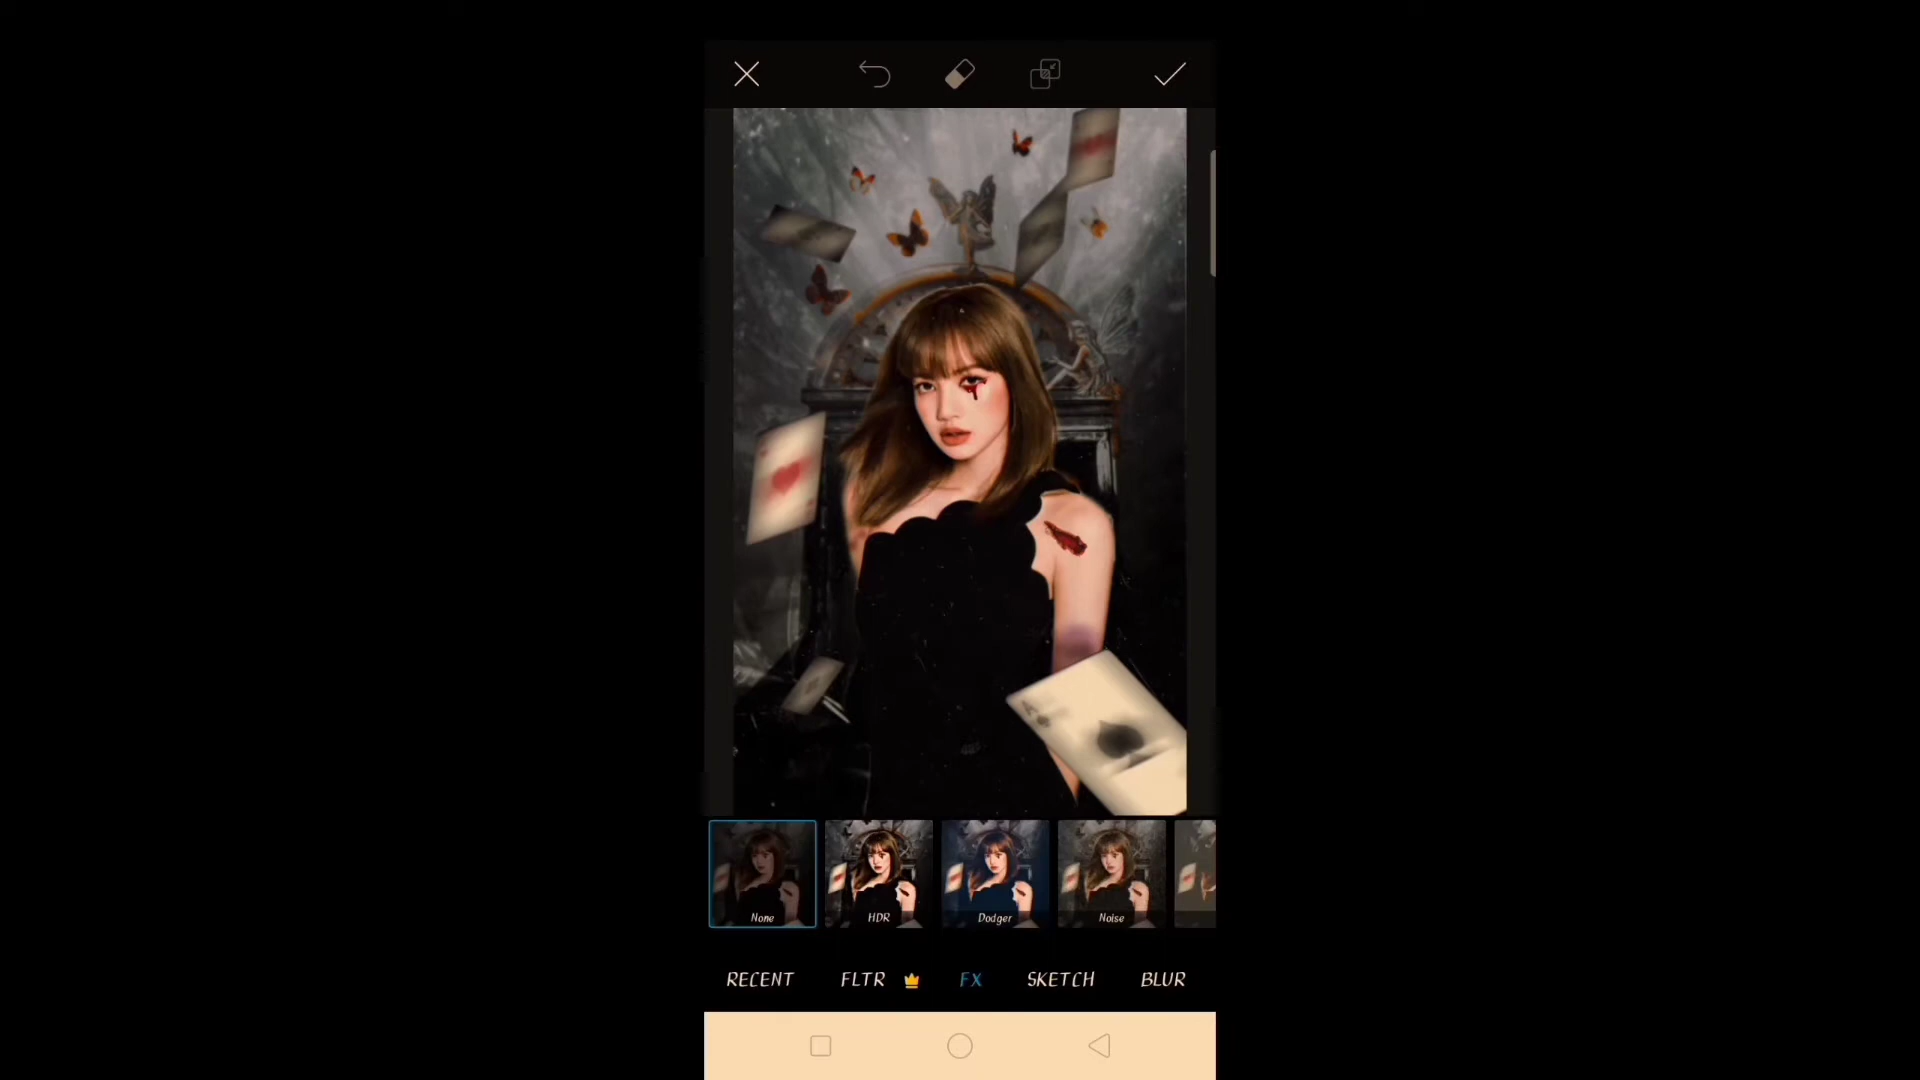 A
None
HDR
Dodger
Noise
RECENT
FLTR
FX
SKETCH
BLUR